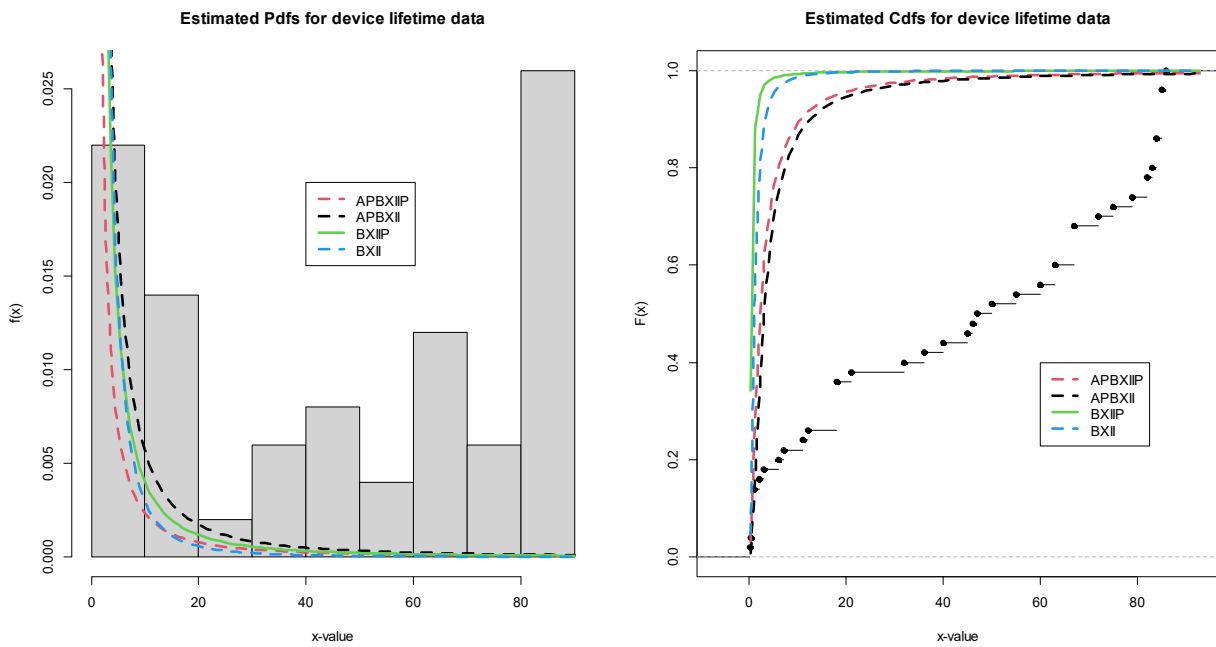 Estimated Pdfs for device lifetime data
f(x)
0.025
0.020
0.015
0.010
0.005
0.000
APBXIIP
APBXII
BXIIP
BXII
0 20 40 60 80
x-value
Estimated Cdfs for device lifetime data
F(x)
1.0
0.8
0.6
0.4
0.2
0.0
APBXIIP
APBXII
BXIIP
BXII
0 20 40 60 80
x-value